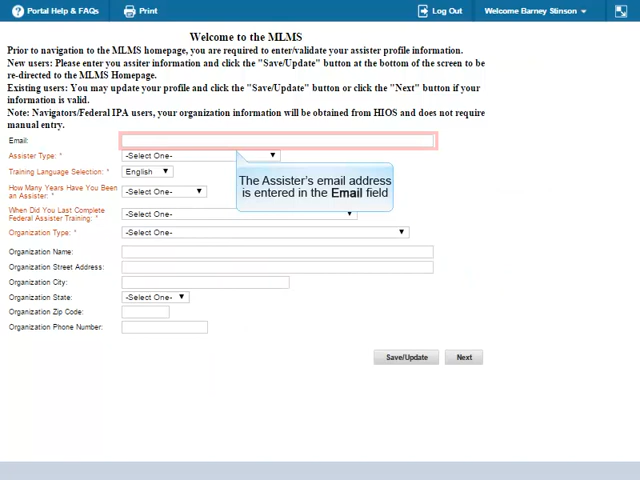 Portal Help & FAQs Print Log Out Welcome Barney Stinson
Welcome to the MLMS
Prior to navigation to the MLMS homepage, you are required to enter/validate your assister profile information.
New users: Please enter you assiter information and click the "Save/Update" button at the bottom of the screen to be
re-directed to the MLMS Homepage.
Existing users: You may update your profile and click the "Save/Update" button or click the "Next" button if your
information is valid.
Note: Navigators/Federal IPA users, your organization information will be obtained from HIOS and does not require
manual entry.
Email:
Assister Type: * -Select One-
The Assister's email address
is entered in the Email field
Training Language Selection: * English
How Many Years Have You Been
an Assister: * -Select One-
When Did You Last Complete
Federal Assister Training: * -Select One-
Organization Type: * -Select One-
Organization Name:
Organization Street Address:
Organization City:
Organization State: -Select One-
Organization Zip Code:
Organization Phone Number:
Save/Update Next